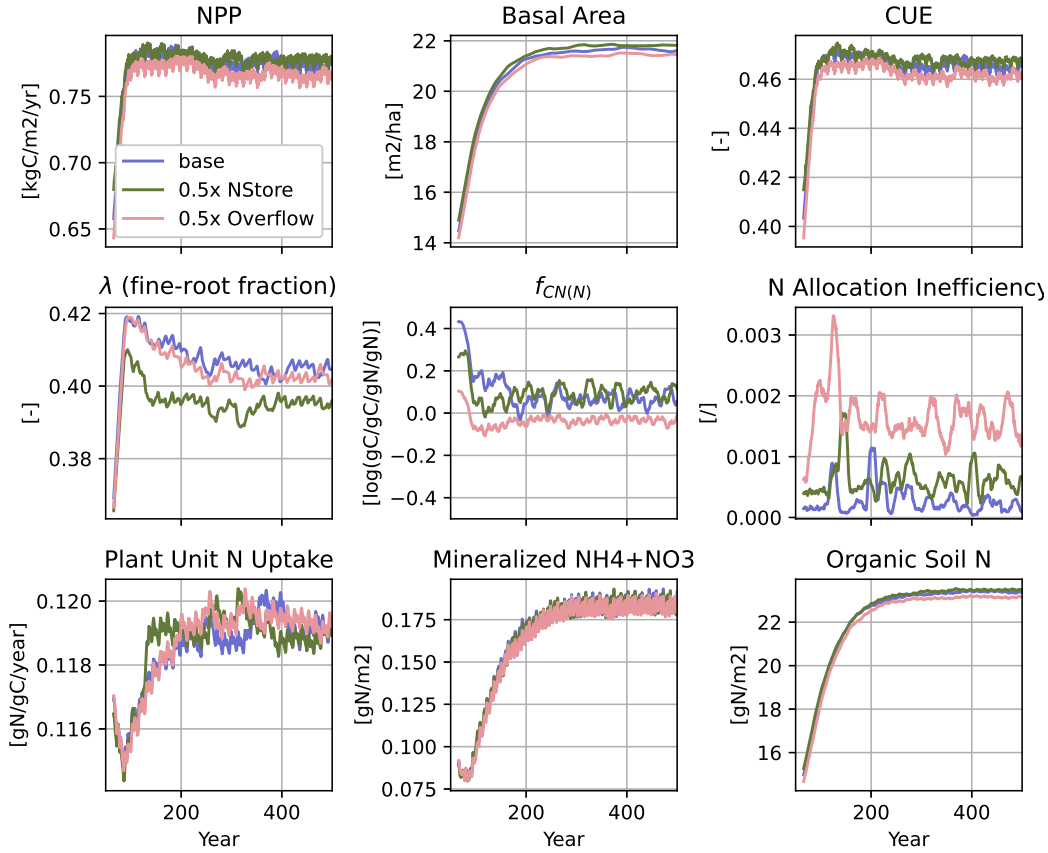 NPP
Basal Area
CUE
[kgC/m2/yr]
0.75
0.70
0.65
base
0.5x NStore
0.5x Overflow
[m2/ha]
22
20
18
16
14
[-]
0.46
0.44
0.42
0.40
λ (fine-root fraction)
f_CN(N)
N Allocation Inefficiency
[-]
0.42
0.40
0.38
[log(gC/gC/gN/gN)]
0.4
0.2
0.0
−0.2
−0.4
[/]
0.003
0.002
0.001
0.000
Plant Unit N Uptake
Mineralized NH4+NO3
Organic Soil N
[gN/gC/year]
0.120
0.118
0.116
[gN/m2]
0.175
0.150
0.125
0.100
0.075
[gN/m2]
22
20
18
16
200 400
200 400
200 400
Year
Year
Year